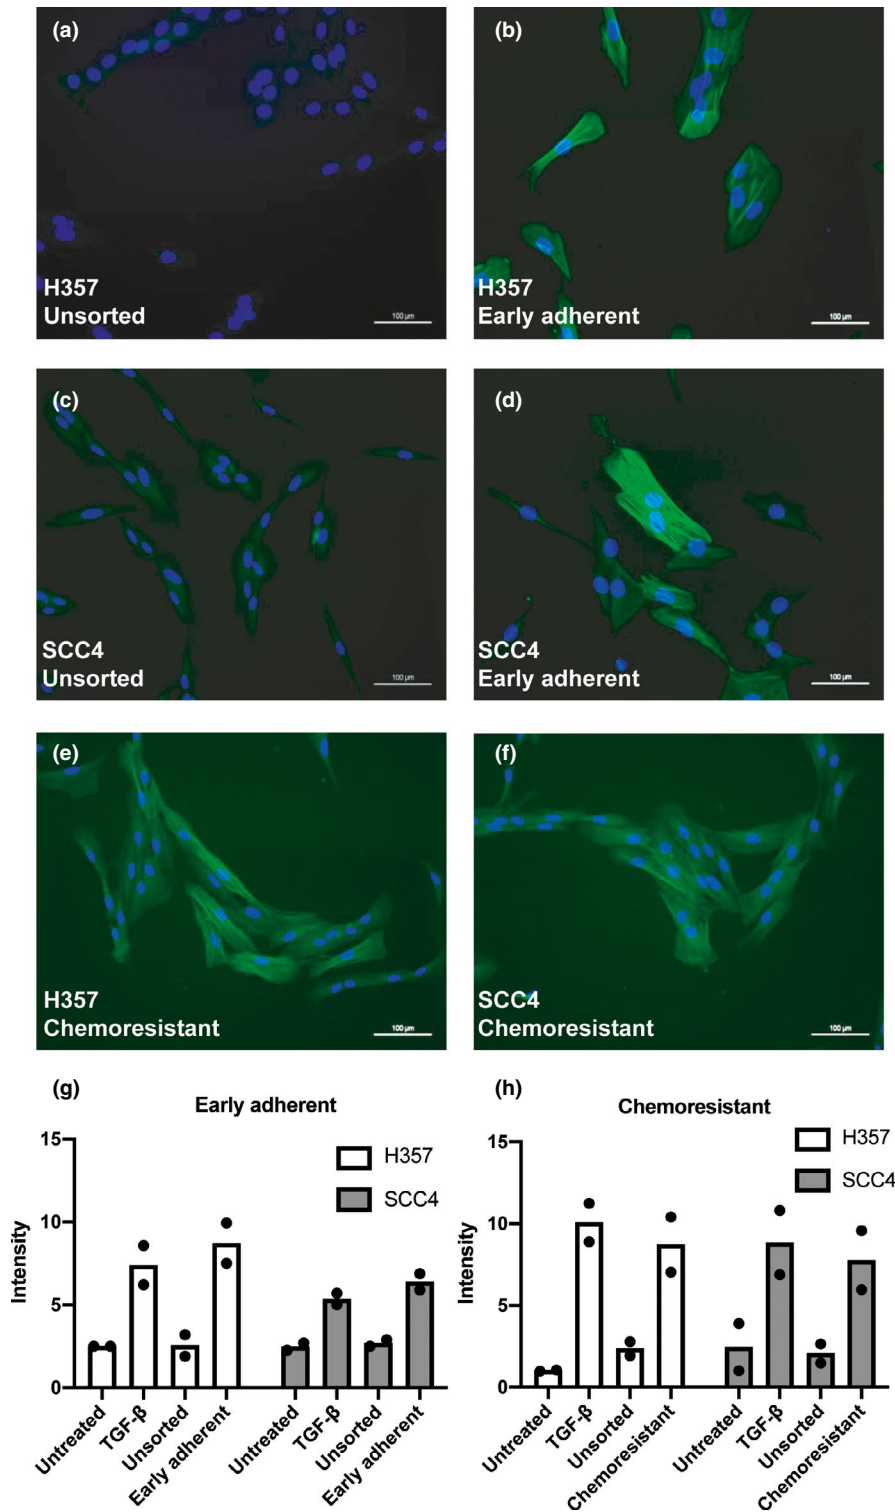 (a)
H357
Unsorted
100 µm
(b)
H357
Early adherent
100 µm
(c)
SCC4
Unsorted
100 µm
(d)
SCC4
Early adherent
100 µm
(e)
H357
Chemoresistant
100 µm
(f)
SCC4
Chemoresistant
100 µm
(g)
Early adherent
H357
SCC4
Intensity
15
10
5
0
Untreated
TGF-β
Unsorted
Early adherent
Untreated
TGF-β
Unsorted
Early adherent
(h)
Chemoresistant
H357
SCC4
Intensity
15
10
5
0
Untreated
TGF-β
Unsorted
Chemoresistant
Untreated
TGF-β
Unsorted
Chemoresistant